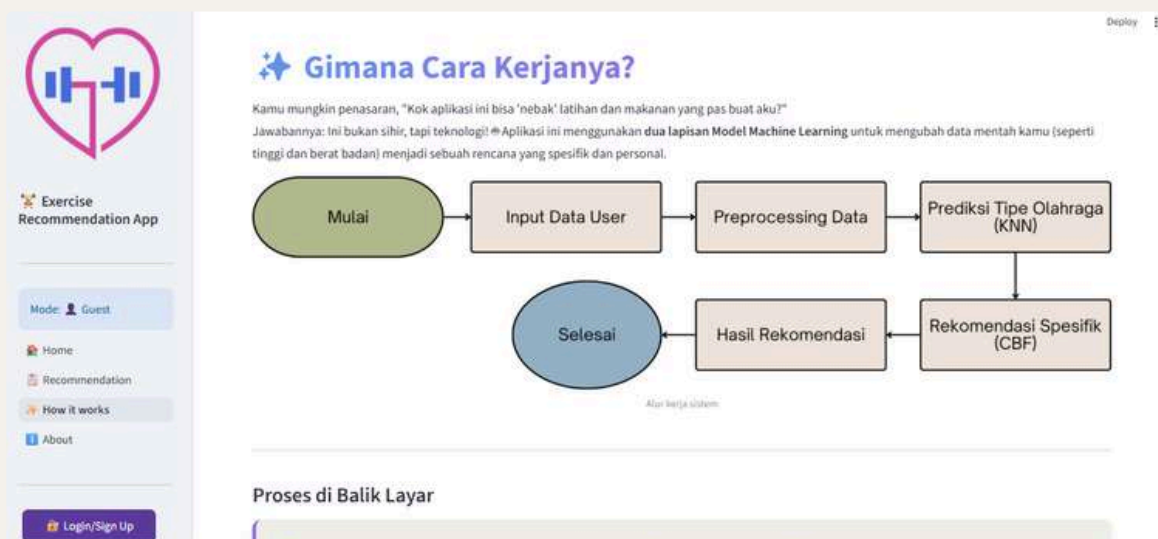 Deploy
Gimana Cara Kerjanya?
Kamu mungkin penasaran, "Kok aplikasi ini bisa 'nebak' latihan dan makanan yang pas buat aku?"
Jawabannya: Ini bukan sihir, tapi teknologi! Aplikasi ini menggunakan dua lapisan Model Machine Learning untuk mengubah data mentah kamu (seperti
tinggi dan berat badan) menjadi sebuah rencana yang spesifik dan personal.
Exercise
Recommendation App
Mode: Guest
Home
Recommendation
How it works
About
Login/Sign Up
Mulai
Input Data User
Preprocessing Data
Prediksi Tipe Olahraga
(KNN)
Rekomendasi Spesifik
(CBF)
Hasil Rekomendasi
Selesai
Alur kerja sistem
Proses di Balik Layar